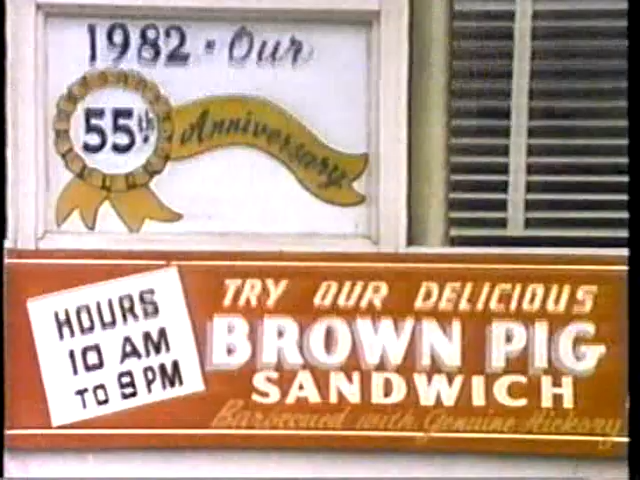 1982 • Our
55th Anniversary
HOURS
10 AM
TO 9 PM
TRY OUR DELICIOUS
BROWN PIG
SANDWICH
Barbecued with Genuine Hickory